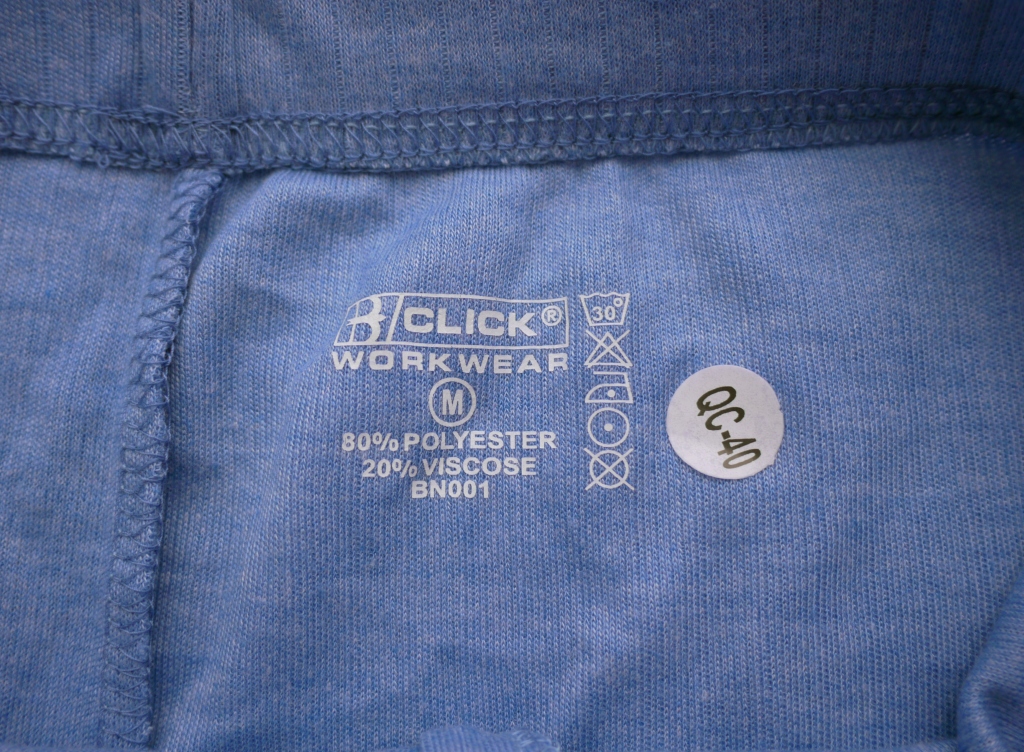 CLICK®
WORKWEAR
M
80% POLYESTER
20% VISCOSE
BN001
30°
QC-40